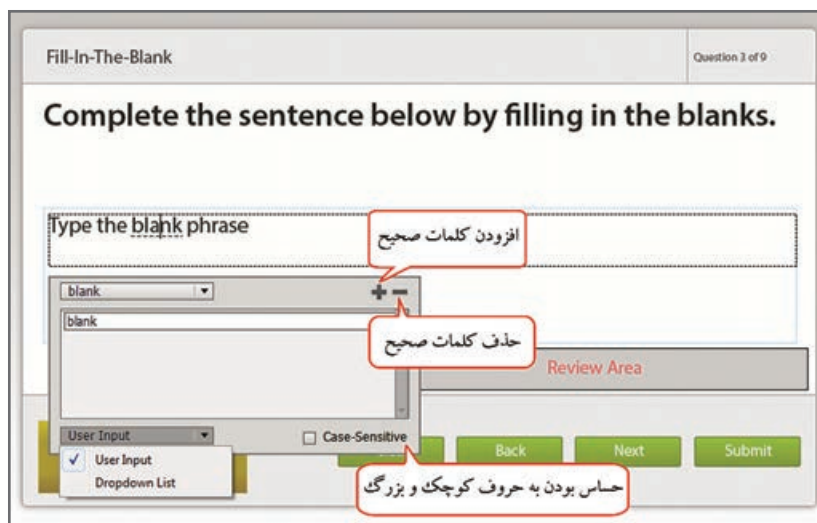 Fill-In-The-Blank
Question 3 of 9
Complete the sentence below by filling in the blanks.
Type the blank phrase
افزودن کلمات صحیح
blank
blank
حذف کلمات صحیح
Review Area
User Input
Case-Sensitive
User Input
Dropdown List
Back
Next
Submit
حساس بودن به حروف کوچک و بزرگ